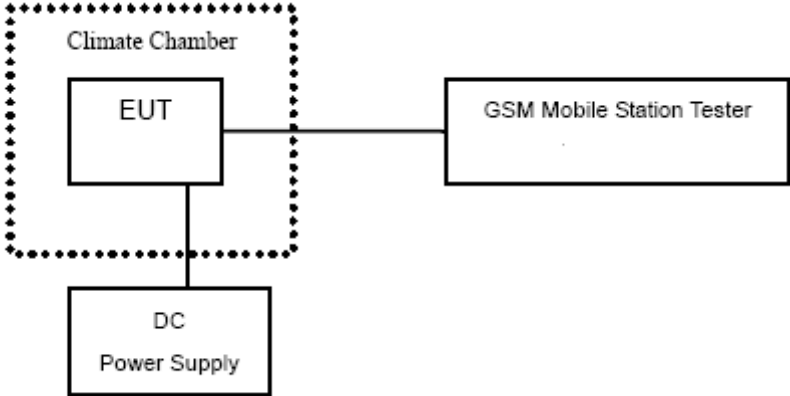 Climate Chamber
EUT
GSM Mobile Station Tester
DC
Power Supply